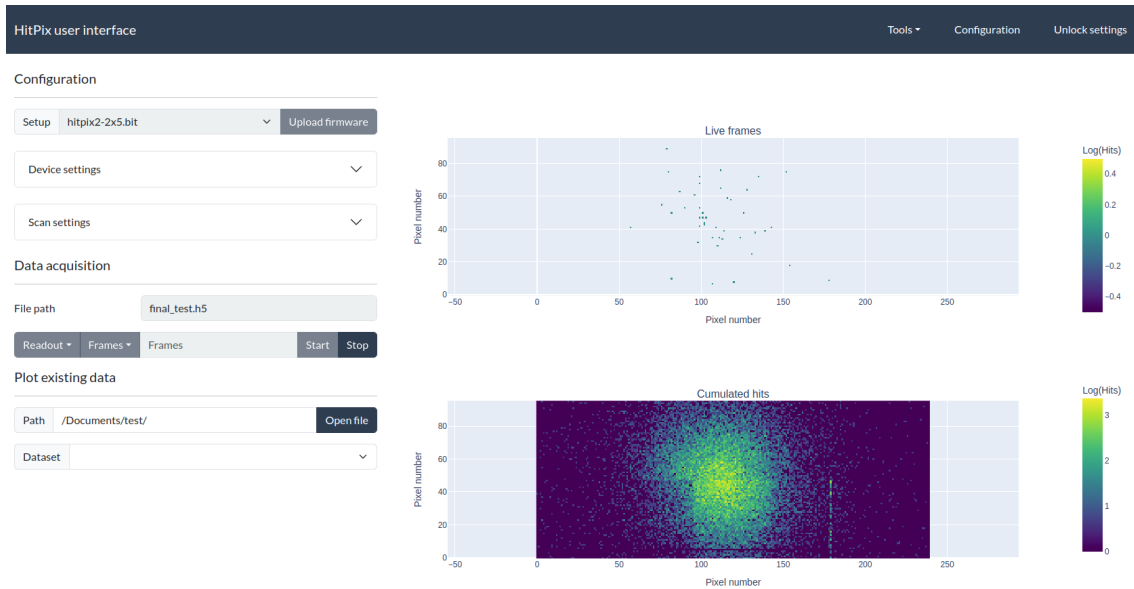 HitPix user interface
Tools
Configuration
Unlock settings
Configuration
Setup
hitpix2-2x5.bit
Upload firmware
Device settings
Scan settings
Data acquisition
File path
final_test.h5
Readout
Frames
Frames
Start
Stop
Plot existing data
Path
/Documents/test/
Open file
Dataset
Live frames
Pixel number
80
60
40
20
0
−50
0
50
100
150
200
250
Pixel number
Log(Hits)
0.4
0.2
0
−0.2
−0.4
Cumulated hits
Pixel number
80
60
40
20
0
−50
0
50
100
150
200
250
Pixel number
Log(Hits)
3
2
1
0